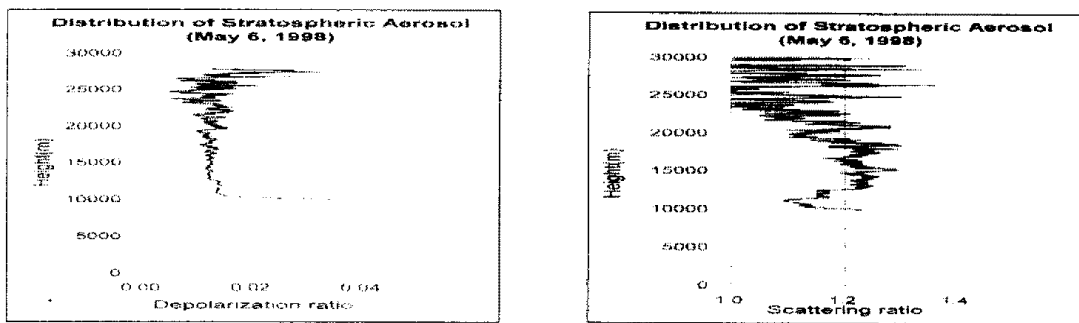 Distribution of Stratospheric Aerosol
(May 6, 1998)
30000
25000
20000
15000
10000
5000
0
Height(m)
0.00 0.02 0.04
Depolarization ratio
Distribution of Stratospheric Aerosol
(May 6, 1998)
30000
25000
20000
15000
10000
5000
0
Height(m)
1.0 1.2 1.4
Scattering ratio